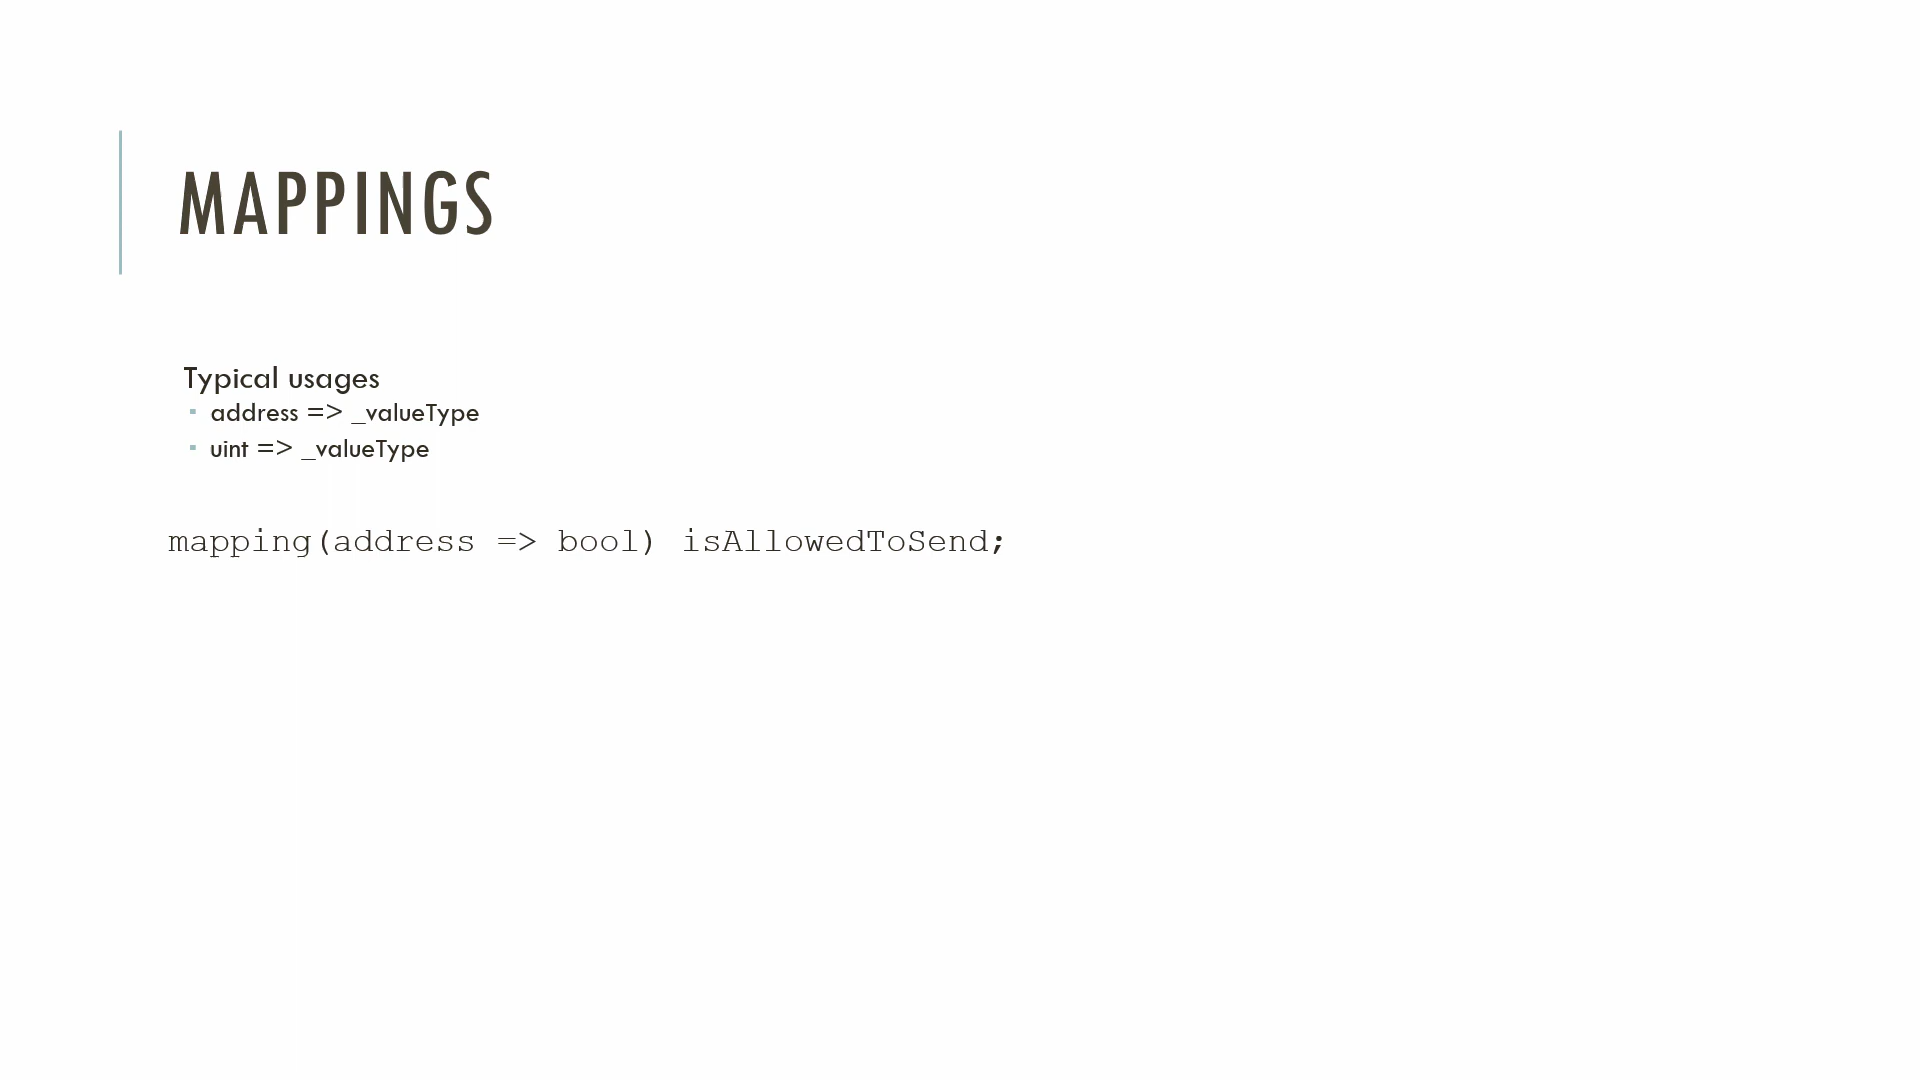 MAPPINGS
Typical usages
▪ address => _valueType
▪ uint => _valueType
mapping(address => bool) isAllowedToSend;